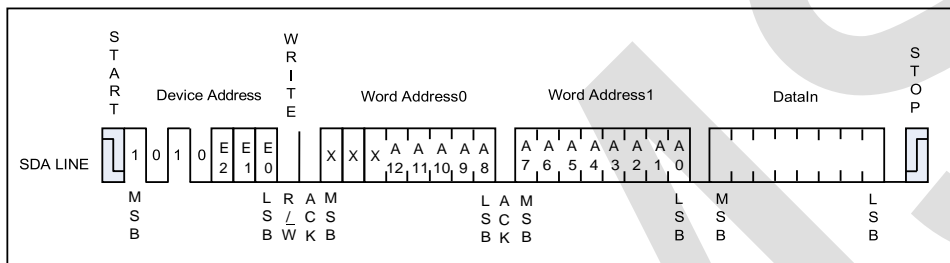 START
WRITE
STOP
Device Address
Word Address0
Word Address1
DataIn
SDA LINE
1 0 1 0 E2 E1 E0
X X X A12 A11 A10 A9 A8
A7 A6 A5 A4 A3 A2 A1 A0
MSB
LSB
R/W
ACK
MSB
LSB
ACK
MSB
LSB
MSB
LSB